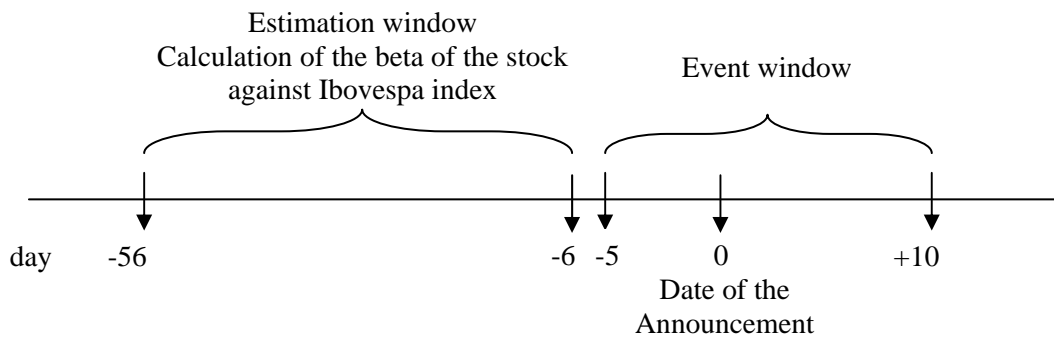 Estimation window
Calculation of the beta of the stock
against Ibovespa index
Event window
day -56 -6 -5 0 +10
Date of the
Announcement